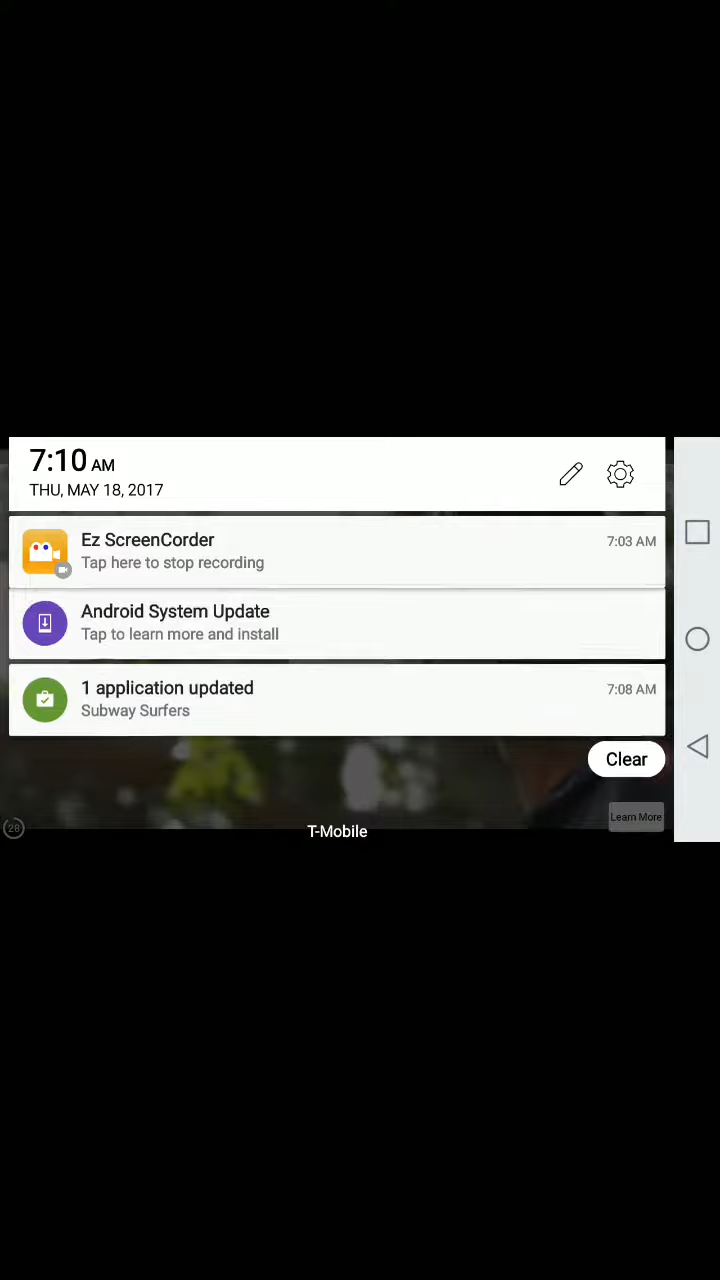 7:10 AM
THU, MAY 18, 2017
Ez ScreenCorder
7:03 AM
Tap here to stop recording
Android System Update
Tap to learn more and install
1 application updated
7:08 AM
Subway Surfers
Clear
Learn More
28
T-Mobile